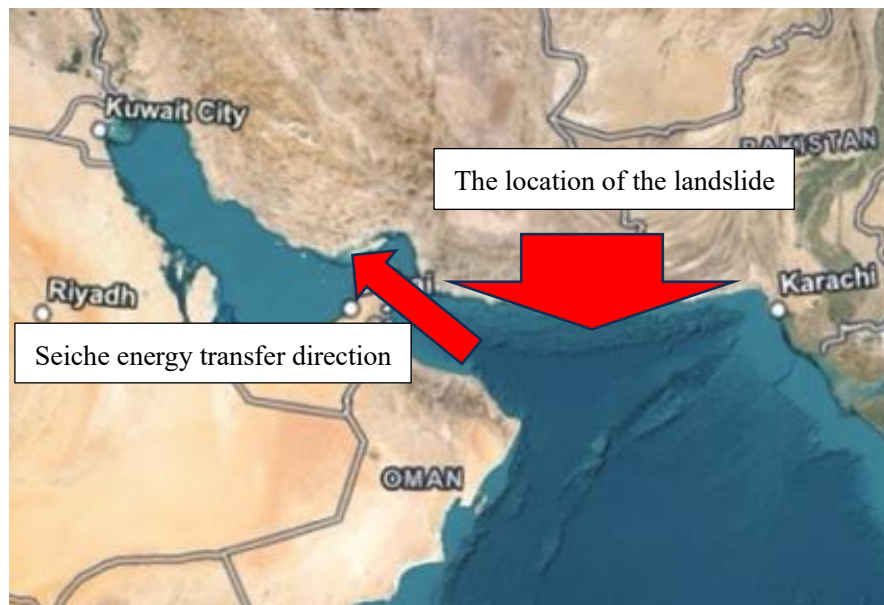 Kuwait City
PAKISTAN
The location of the landslide
Karachi
Riyadh
Seiche energy transfer direction
OMAN